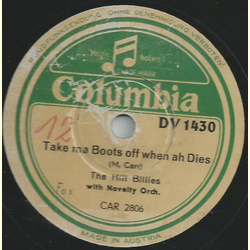 RUNDFUNKSENDUNG OHNE GENEHMIGUNG VERBOTEN
Columbia
DV 1430
12
Take ma Boots off when ah Dies
(M. Carr)
The Hill Billies
with Novelty Orch.
Fox
CAR. 2806
MADE IN AUSTRIA